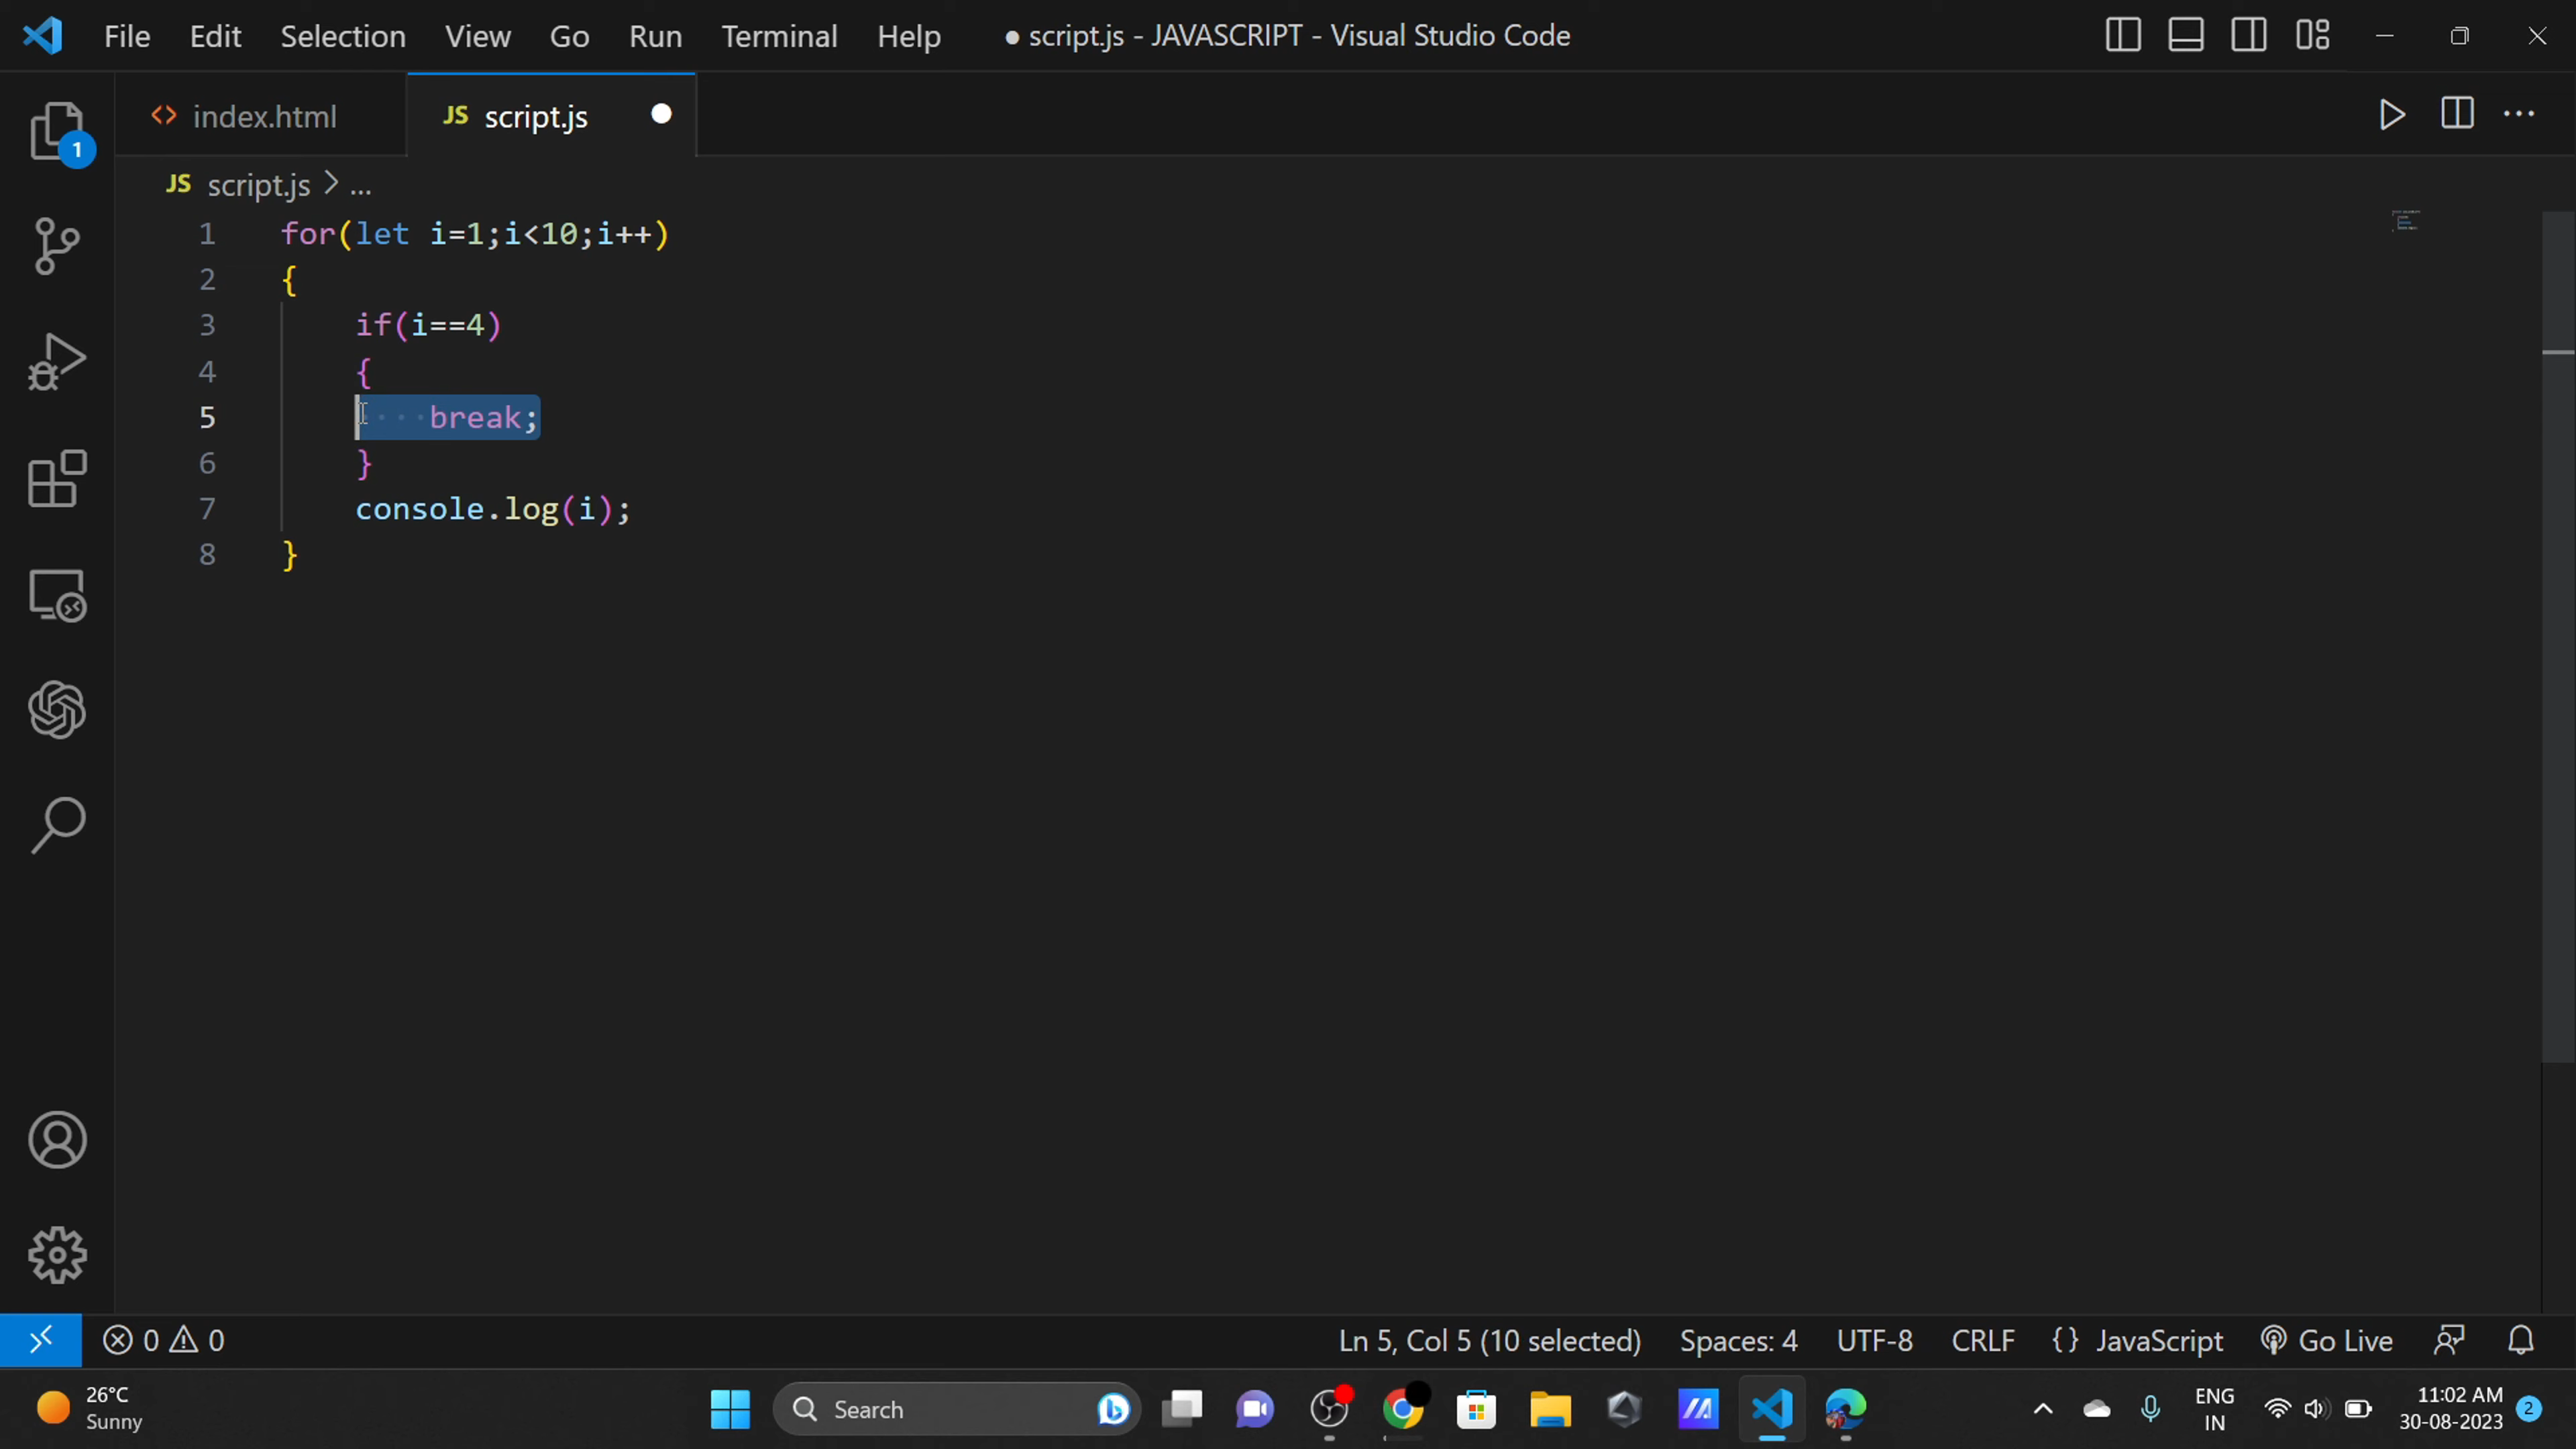 File Edit Selection View Go Run Terminal Help ● script.js - JAVASCRIPT - Visual Studio Code
index.html JS script.js
1
JS script.js > ...
1 for(let i=1;i<10;i++)
2 {
3 if(i==4)
4 {
5 break;
6 }
7 console.log(i);
8 }
0 0 Ln 5, Col 5 (10 selected) Spaces: 4 UTF-8 CRLF {} JavaScript Go Live
26°C
Sunny
Search
ENG
IN
11:02 AM
30-08-2023
2